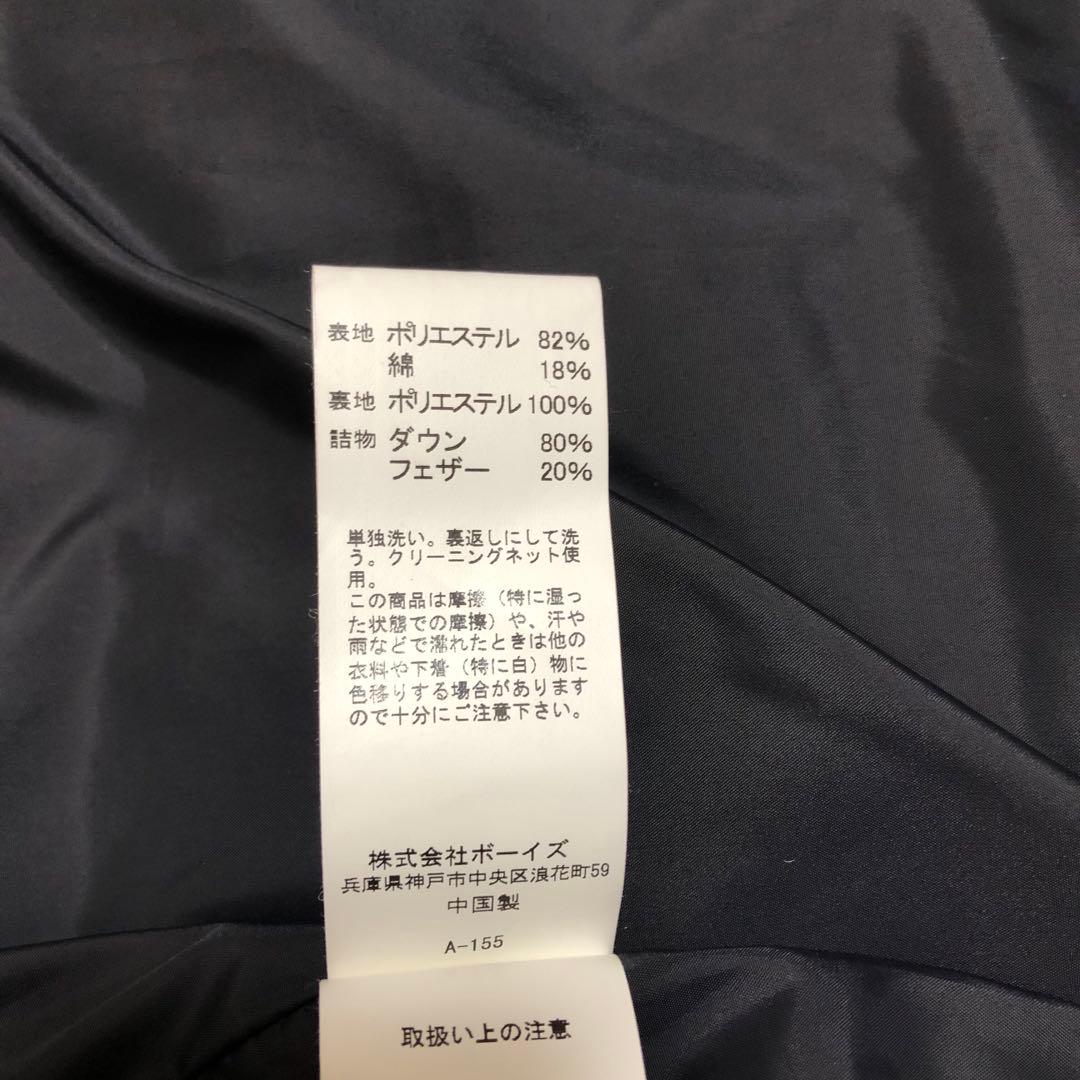 表地 ポリエステル 82%
綿 18%
裏地 ポリエステル 100%
詰物 ダウン 80%
フェザー 20%
単独洗い。裏返しにして洗
う。クリーニングネット使
用。
この商品は摩擦（特に湿っ
た状態での摩擦）や、汗や
雨などで濡れたときは他の
衣料や下着（特に白）物に
色移りする場合があります
ので十分にご注意下さい。
株式会社ボーイズ
兵庫県神戸市中央区浪花町59
中国製
A-155
取扱い上の注意